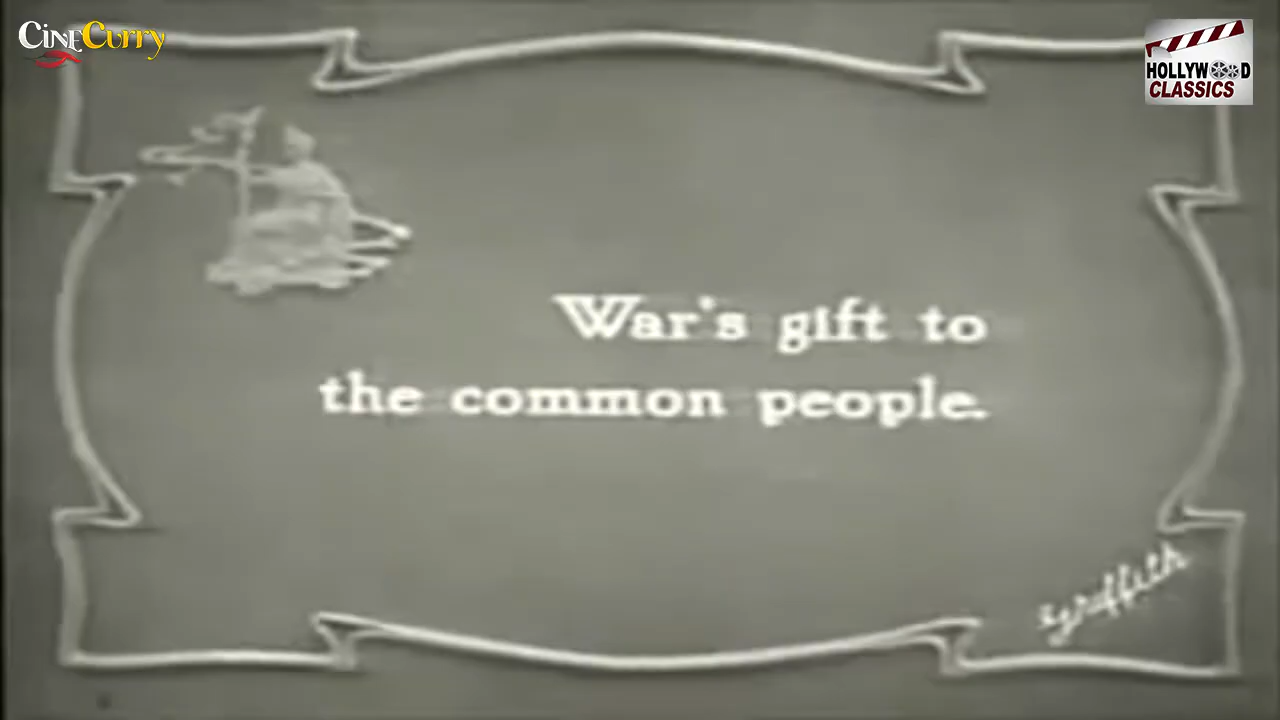 CineCurry
HOLLYWOOD
CLASSICS
War's gift to
the common people.
Griffith